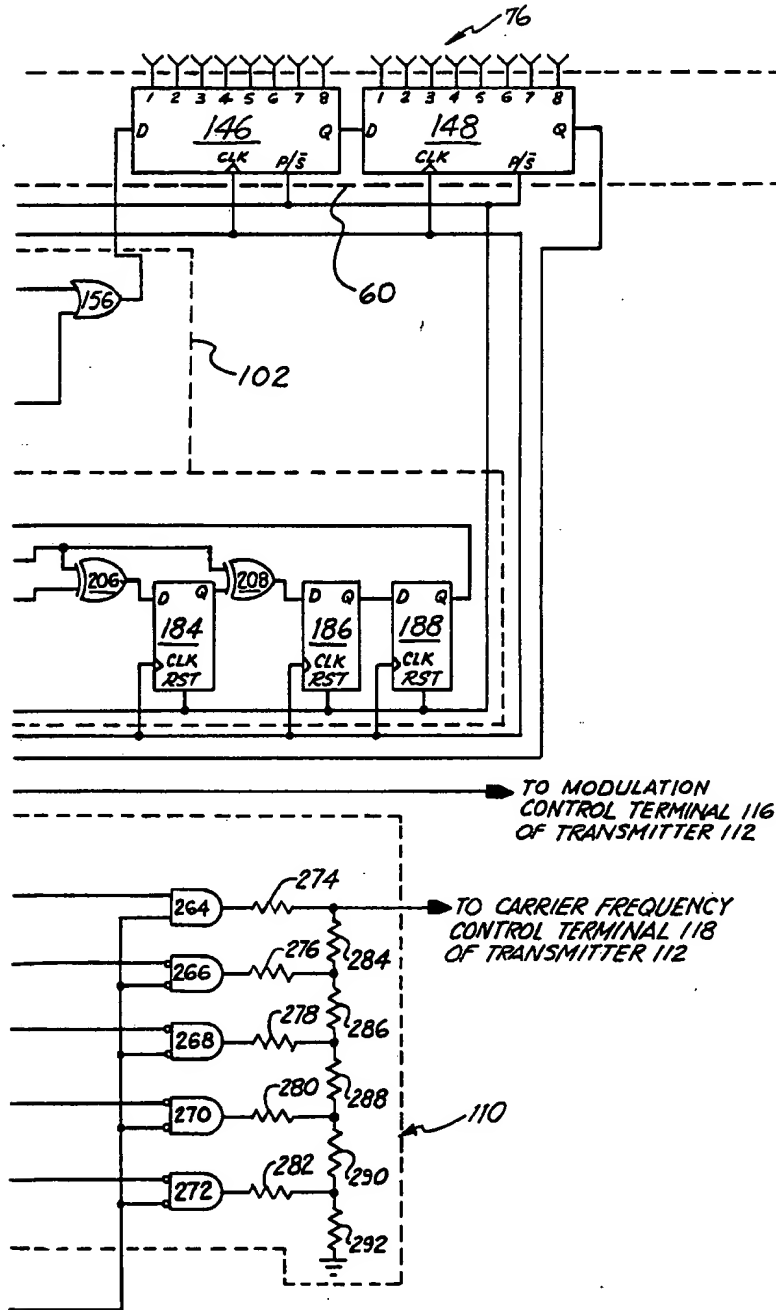 76
1 2 3 4 5 6 7 8 1 2 3 4 5 6 7 8
D 146 Q D 148 Q
CLK P/S̅ CLK P/S̅
60
156
102
206 208
D Q D Q D Q
184 186 188
CLK CLK CLK
RST RST RST
TO MODULATION
CONTROL TERMINAL 116
OF TRANSMITTER 112
274
264
TO CARRIER FREQUENCY
CONTROL TERMINAL 118
OF TRANSMITTER 112
284
276
266
286
278
268
288
280
270
110
290
282
272
292